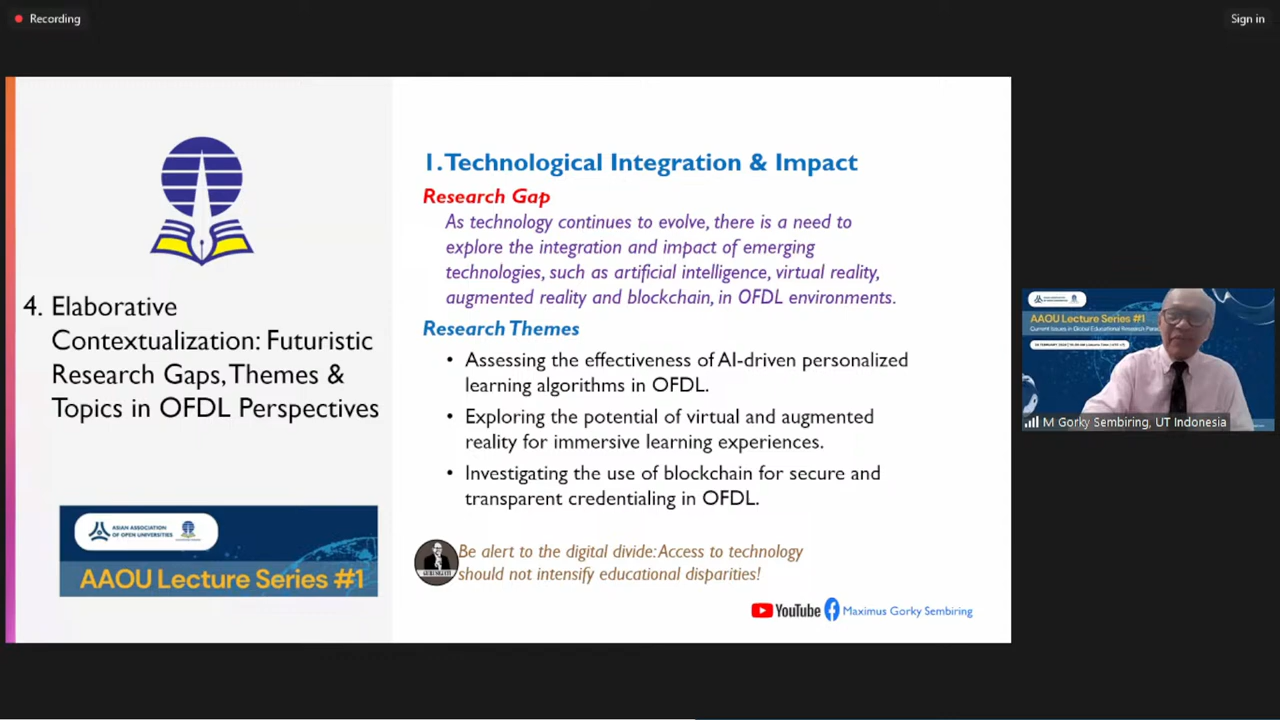 Recording
Sign in
4. Elaborative
Contextualization: Futuristic
Research Gaps, Themes &
Topics in OFDL Perspectives
ASIAN ASSOCIATION
OF OPEN UNIVERSITIES
AAOU Lecture Series #1
1. Technological Integration & Impact
Research Gap
As technology continues to evolve, there is a need to
explore the integration and impact of emerging
technologies, such as artificial intelligence, virtual reality,
augmented reality and blockchain, in OFDL environments.
Research Themes
• Assessing the effectiveness of AI-driven personalized
learning algorithms in OFDL.
• Exploring the potential of virtual and augmented
reality for immersive learning experiences.
• Investigating the use of blockchain for secure and
transparent credentialing in OFDL.
Be alert to the digital divide: Access to technology
should not intensify educational disparities!
YouTube Maximus Gorky Sembiring
AAOU Lecture Series #1
Current Issues in Global Educational Research
M Gorky Sembiring, UT Indonesia